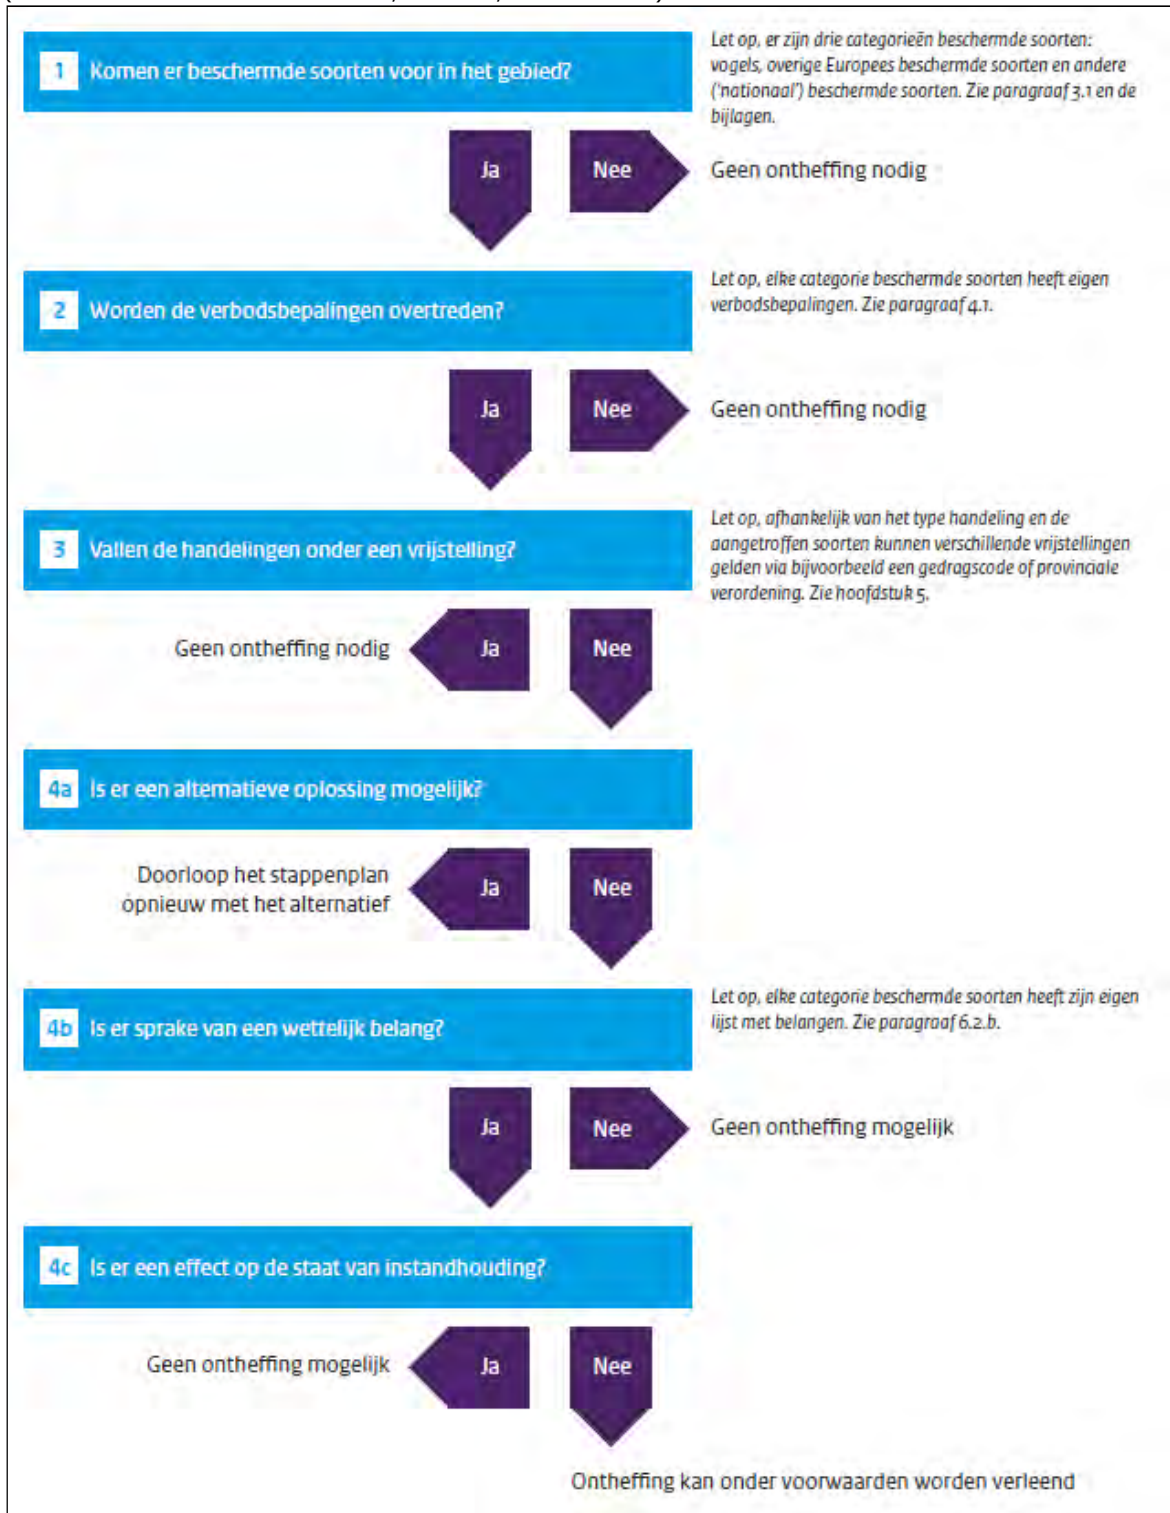 1 Komen er beschermde soorten voor in het gebied?
Let op, er zijn drie categorieën beschermde soorten:
vogels, overige Europees beschermde soorten en andere
('nationaal') beschermde soorten. Zie paragraaf 3.1 en de
bijlagen.
Ja
Nee
Geen ontheffing nodig
2 Worden de verbodsbepalingen overtreden?
Let op, elke categorie beschermde soorten heeft eigen
verbodsbepalingen. Zie paragraaf 4.1.
Ja
Nee
Geen ontheffing nodig
3 Vallen de handelingen onder een vrijstelling?
Let op, afhankelijk van het type handeling en de
aangetroffen soorten kunnen verschillende vrijstellingen
gelden via bijvoorbeeld een gedragscode of provinciale
verordening. Zie hoofdstuk 5.
Geen ontheffing nodig
Ja
Nee
4a Is er een alternatieve oplossing mogelijk?
Doorloop het stappenplan
opnieuw met het alternatief
Ja
Nee
4b Is er sprake van een wettelijk belang?
Let op, elke categorie beschermde soorten heeft zijn eigen
lijst met belangen. Zie paragraaf 6.2.b.
Ja
Nee
Geen ontheffing mogelijk
4c Is er een effect op de staat van instandhouding?
Geen ontheffing mogelijk
Ja
Nee
Ontheffing kan onder voorwaarden worden verleend